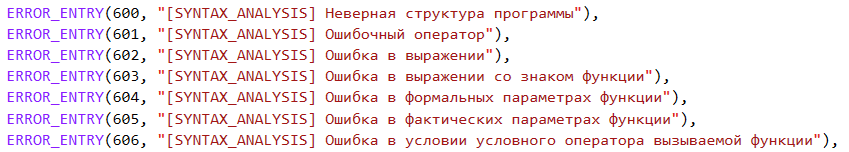 ERROR_ENTRY(600, "[SYNTAX_ANALYSIS] Неверная структура программы"),
ERROR_ENTRY(601, "[SYNTAX_ANALYSIS] Ошибочный оператор"),
ERROR_ENTRY(602, "[SYNTAX_ANALYSIS] Ошибка в выражении"),
ERROR_ENTRY(603, "[SYNTAX_ANALYSIS] Ошибка в выражении со знаком функции"),
ERROR_ENTRY(604, "[SYNTAX_ANALYSIS] Ошибка в формальных параметрах функции"),
ERROR_ENTRY(605, "[SYNTAX_ANALYSIS] Ошибка в фактических параметрах функции"),
ERROR_ENTRY(606, "[SYNTAX_ANALYSIS] Ошибка в условии условного оператора вызываемой функции"),